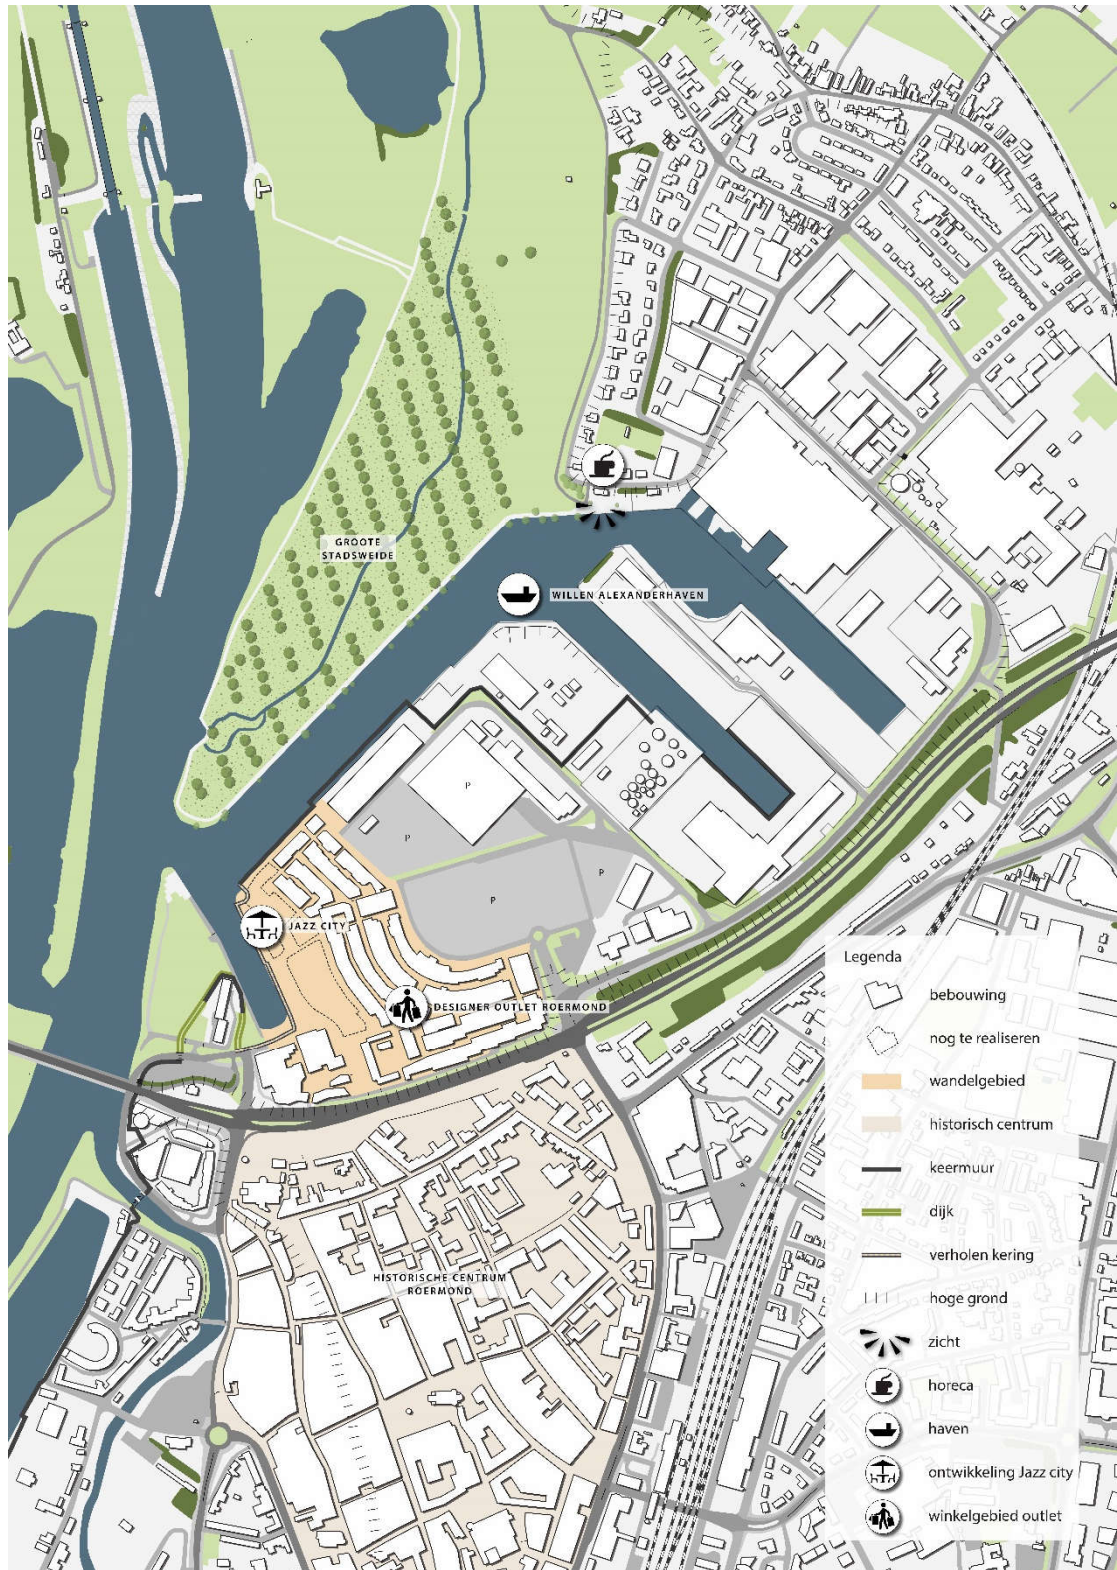 GROOTE
STADSWEIDE
WILLEN ALEXANDERHAVEN
P
P
P
P
JAZZ CITY
DESIGNER OUTLET ROERMOND
HISTORISCHE CENTRUM
ROERMOND
Legenda
bebouwing
nog te realiseren
wandelgebied
historisch centrum
keermuur
dijk
verholen kering
hoge grond
zicht
horeca
haven
ontwikkeling Jazz city
winkelgebied outlet